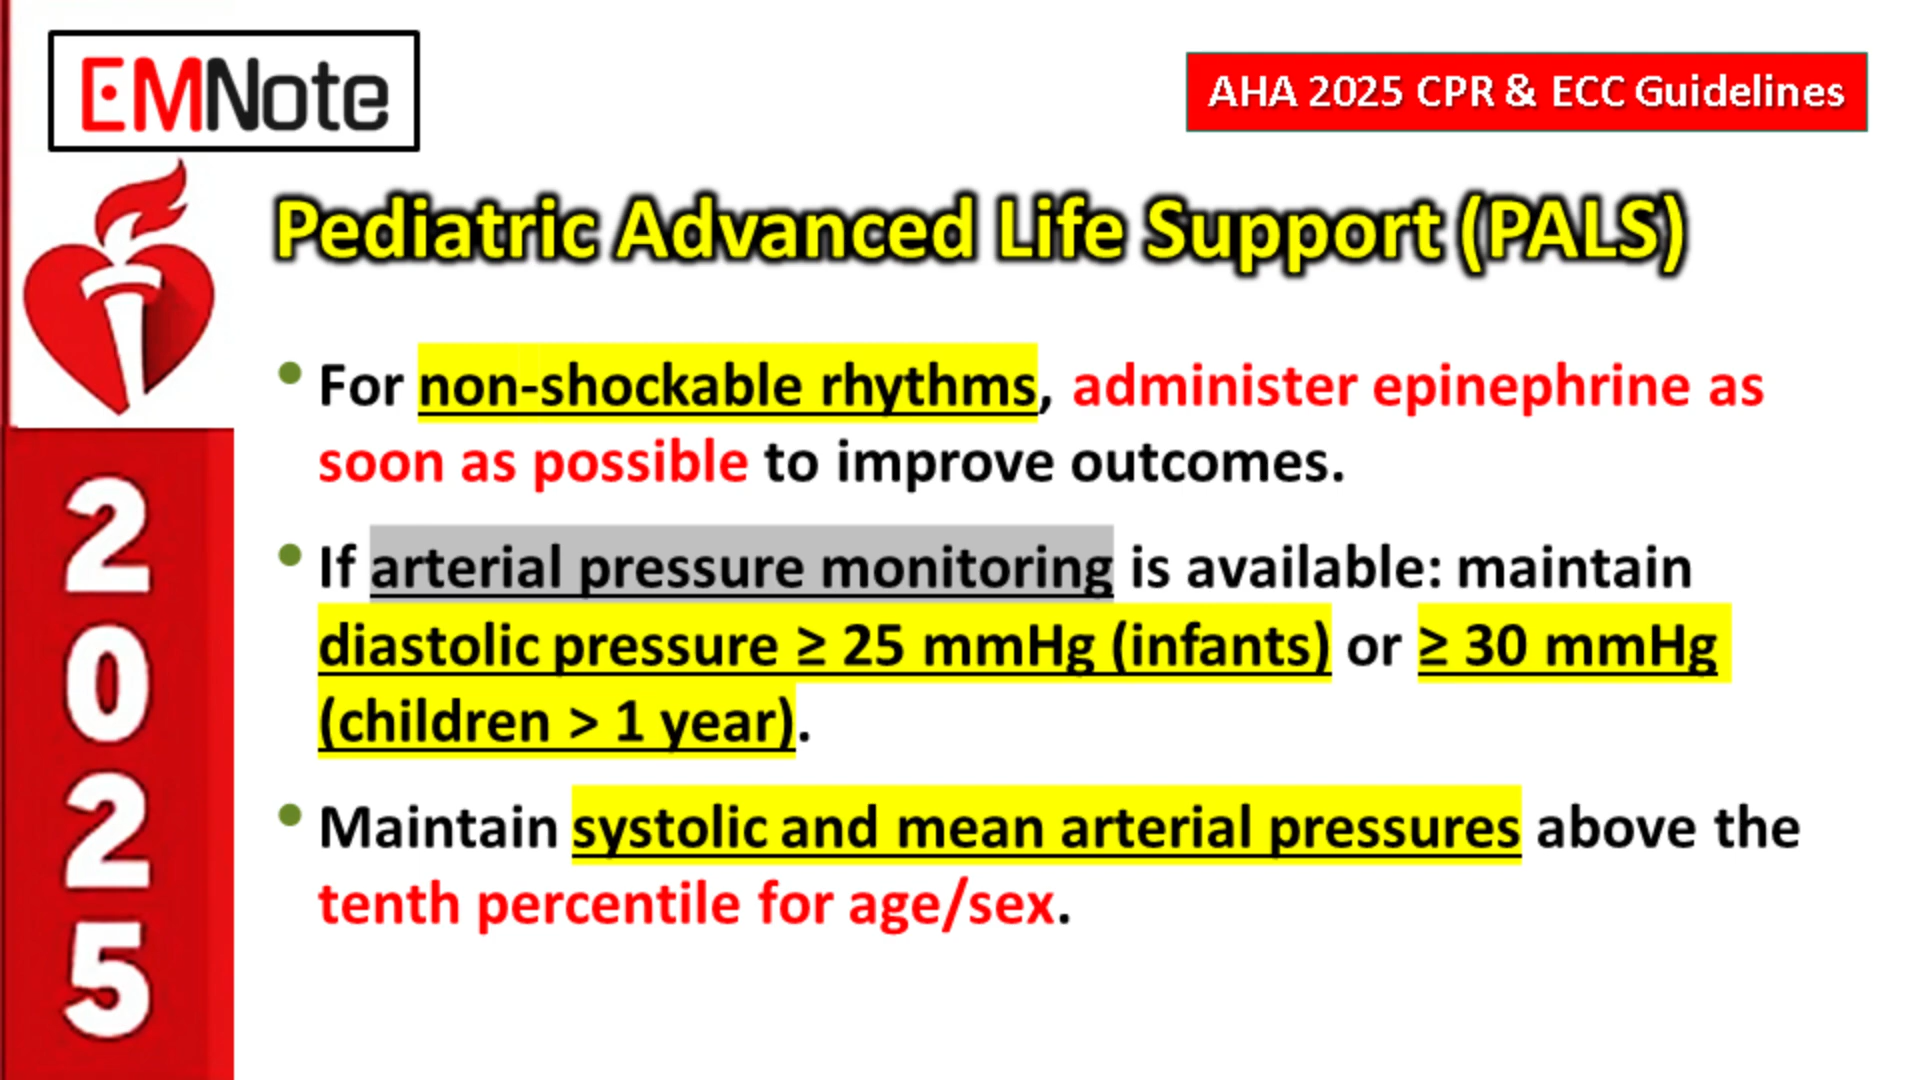 EMNote
AHA 2025 CPR & ECC Guidelines
Pediatric Advanced Life Support (PALS)
• For non-shockable rhythms, administer epinephrine as
soon as possible to improve outcomes.
• If arterial pressure monitoring is available: maintain
diastolic pressure ≥ 25 mmHg (infants) or ≥ 30 mmHg
(children > 1 year).
• Maintain systolic and mean arterial pressures above the
tenth percentile for age/sex.
2
0
2
5